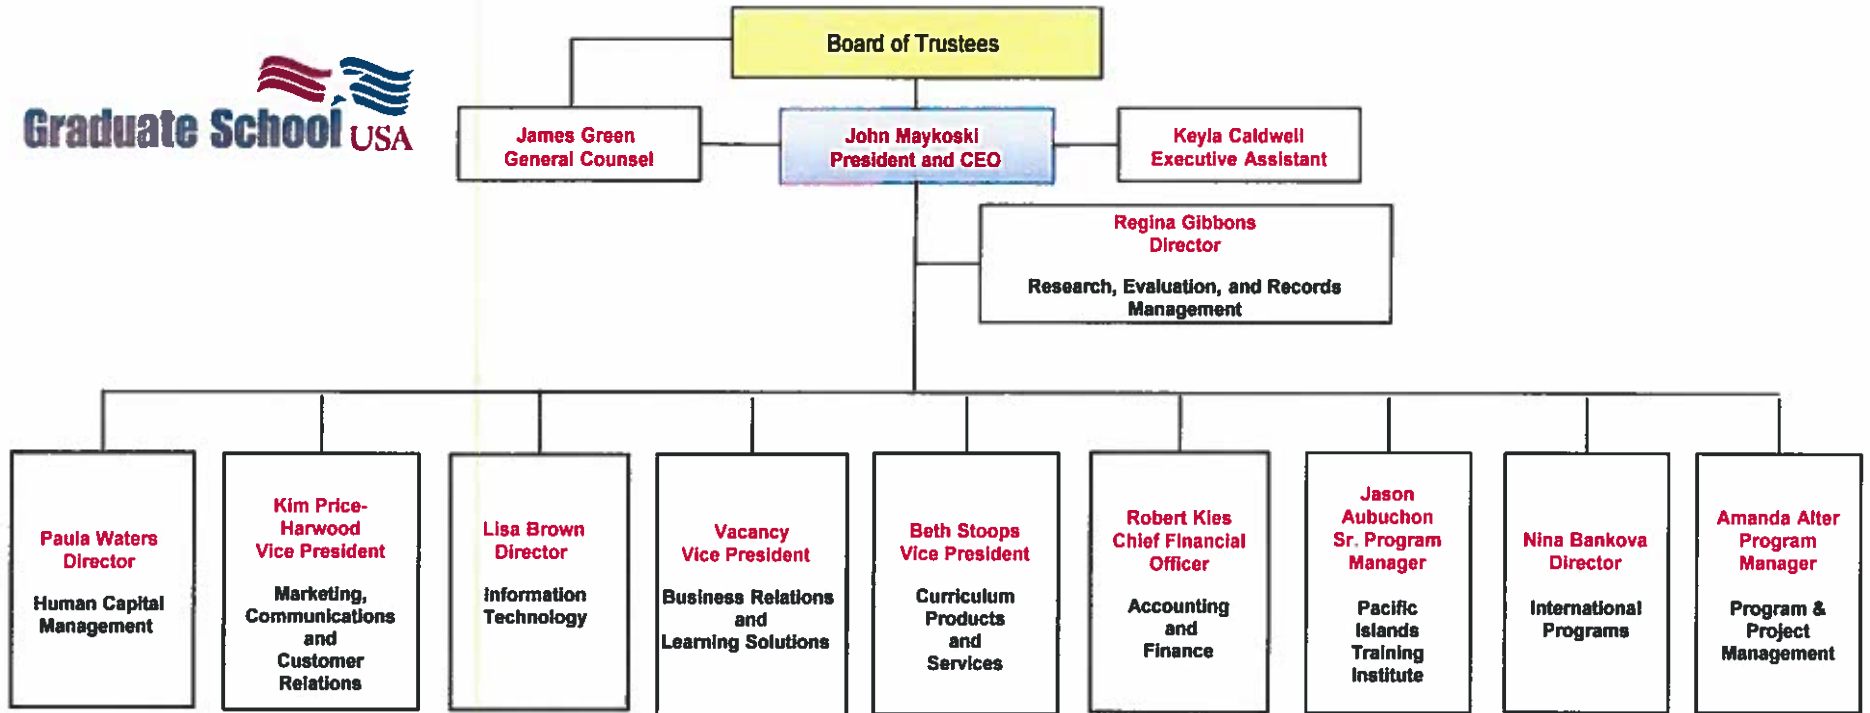 Board of Trustees
Graduate School USA
James Green
General Counsel
John Maykoski
President and CEO
Keyla Caldwell
Executive Assistant
Regina Gibbons
Director
Research, Evaluation, and Records
Management
Paula Waters
Director
Human Capital
Management
Kim Price-
Harwood
Vice President
Marketing,
Communications
and
Customer
Relations
Lisa Brown
Director
Information
Technology
Vacancy
Vice President
Business Relations
and
Learning Solutions
Beth Stoops
Vice President
Curriculum
Products
and
Services
Robert Kies
Chief Financial
Officer
Accounting
and
Finance
Jason
Aubuchon
Sr. Program
Manager
Pacific
Islands
Training
Institute
Nina Bankova
Director
International
Programs
Amanda Alter
Program
Manager
Program &
Project
Management